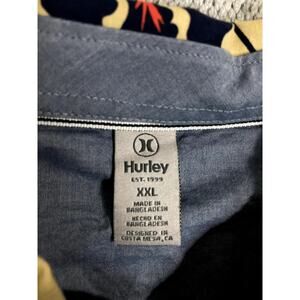 Hurley
EST. 1999
XXL
MADE IN
BANGLADESH
HECHO EN
BANGLADESH
DESIGNED IN
COSTA MESA, CA